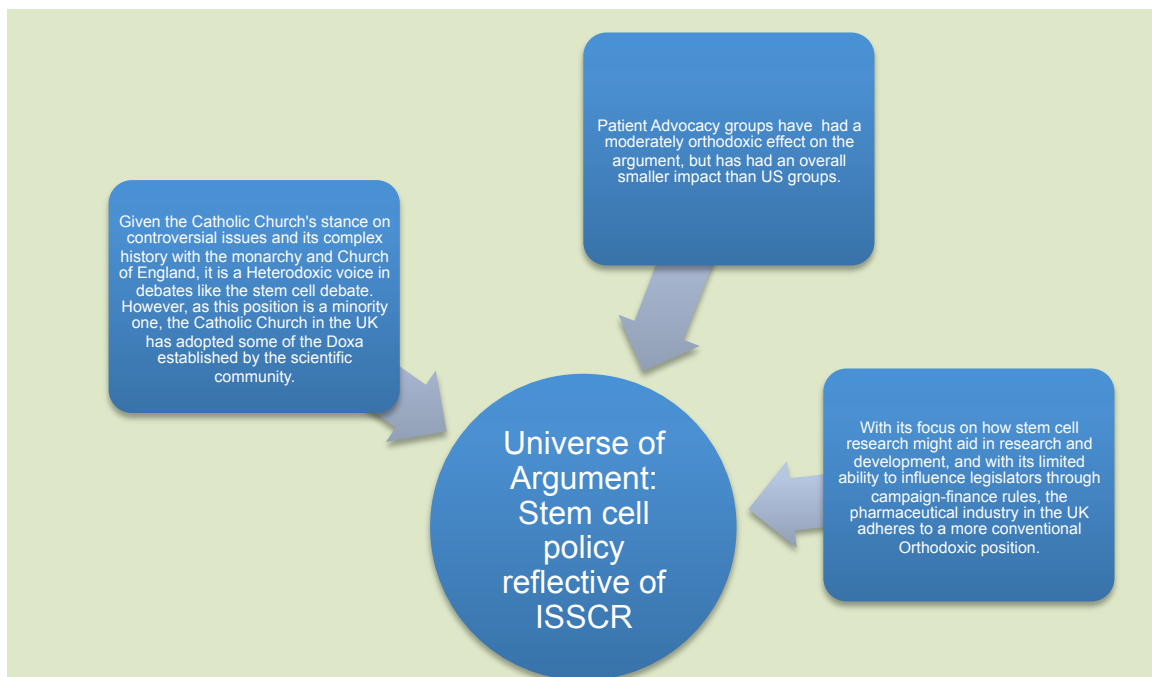 Patient Advocacy groups have  had a
moderately orthodoxic effect on the
argument, but has had an overall
smaller impact than US groups.
Given the Catholic Church's stance on
controversial issues and its complex
history with the monarchy and Church
of England, it is a Heterodoxic voice in
debates like the stem cell debate.
However, as this position is a minority
one, the Catholic Church in the UK
has adopted some of the Doxa
established by the scientific
community.
With its focus on how stem cell
research might aid in research and
development, and with its limited
ability to influence legislators through
campaign-finance rules, the
pharmaceutical industry in the UK
adheres to a more conventional
Orthodoxic position.
Universe of
Argument:
Stem cell
policy
reflective of
ISSCR